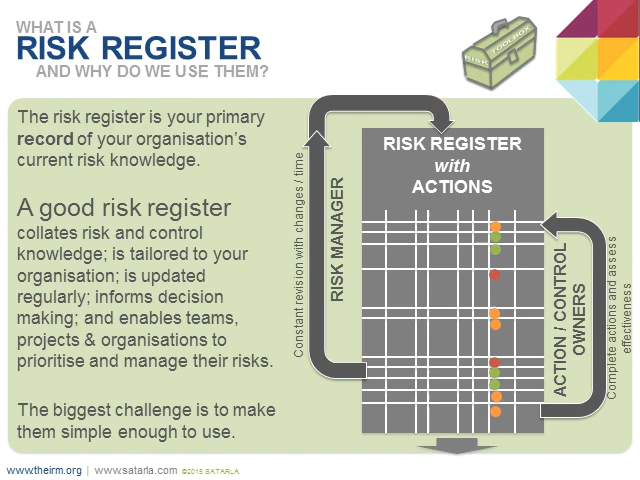 WHAT IS A
RISK REGISTER
AND WHY DO WE USE THEM?
RISK
TOOLBOX
The risk register is your primary
record of your organisation's
current risk knowledge.
A good risk register
collates risk and control
knowledge; is tailored to your
organisation; is updated
regularly; informs decision
making; and enables teams,
projects & organisations to
prioritise and manage their risks.
The biggest challenge is to make
them simple enough to use.
Constant revision with changes / time
RISK MANAGER
RISK REGISTER
with
ACTIONS
ACTION / CONTROL
OWNERS
Complete actions and assess
effectiveness
www.theirm.org | www.satarla.com ©2015 SATARLA